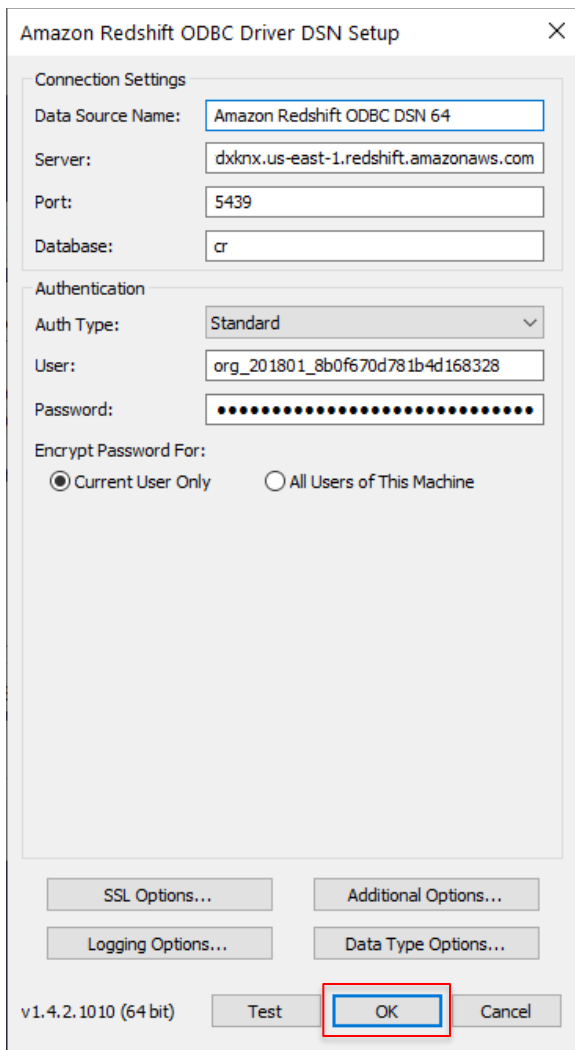 Amazon Redshift ODBC Driver DSN Setup
Connection Settings
Data Source Name: Amazon Redshift ODBC DSN 64
Server: dxknx.us-east-1.redshift.amazonaws.com
Port: 5439
Database: cr
Authentication
Auth Type: Standard
User: org_201801_8b0f670d781b4d168328
Password: ●●●●●●●●●●●●●●●●●●●●●●●●●●●●●
Encrypt Password For:
Current User Only All Users of This Machine
SSL Options... Additional Options...
Logging Options... Data Type Options...
v1.4.2.1010 (64 bit) Test OK Cancel